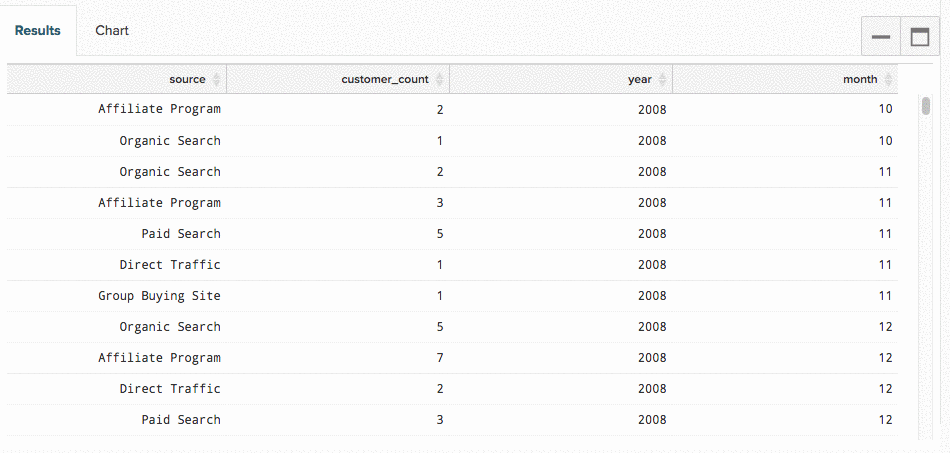 Results Chart
source customer_count year month
Affiliate Program 2 2008 10
Organic Search 1 2008 10
Organic Search 2 2008 11
Affiliate Program 3 2008 11
Paid Search 5 2008 11
Direct Traffic 1 2008 11
Group Buying Site 1 2008 11
Organic Search 5 2008 12
Affiliate Program 7 2008 12
Direct Traffic 2 2008 12
Paid Search 3 2008 12